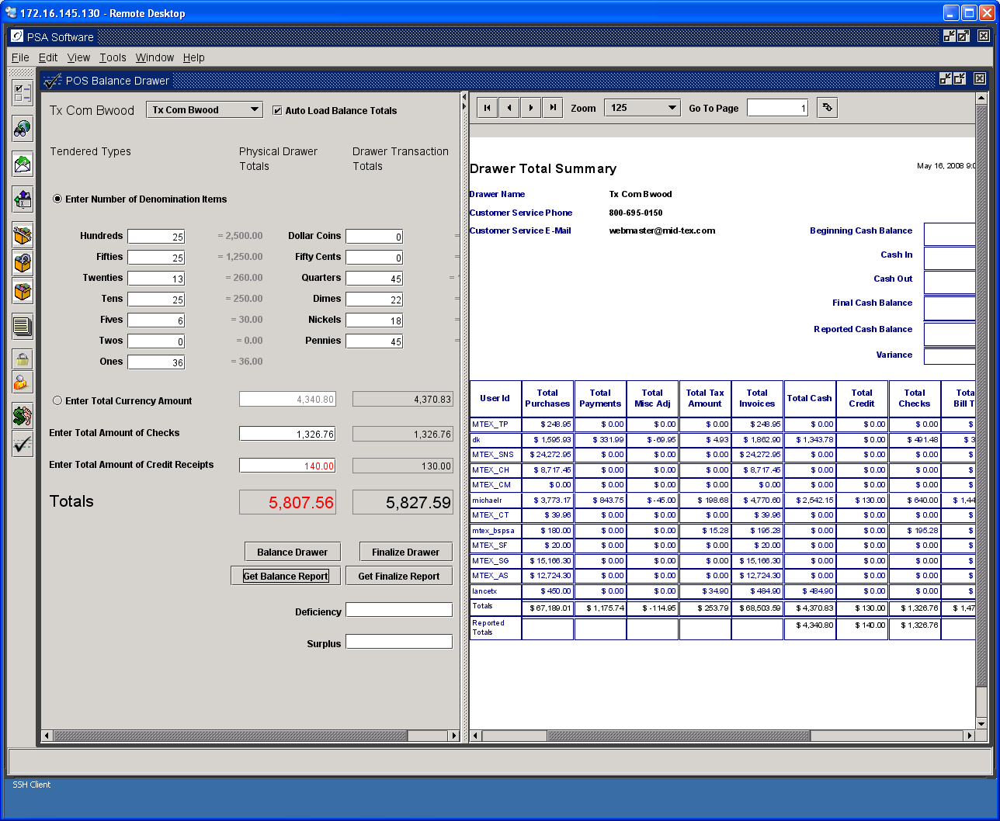 172.16.145.130 - Remote Desktop
PSA Software
File Edit View Tools Window Help
POS Balance Drawer
Tx Com Bwood Tx Com Bwood Auto Load Balance Totals
Tendered Types Physical Drawer Totals Drawer Transaction Totals
Enter Number of Denomination Items
Hundreds 25 = 2,500.00 Dollar Coins 0 =
Fifties 25 = 1,250.00 Fifty Cents 0 =
Twenties 13 = 260.00 Quarters 45 =
Tens 25 = 250.00 Dimes 22 =
Fives 6 = 30.00 Nickels 18 =
Twos 0 = 0.00 Pennies 45 =
Ones 36 = 36.00
Enter Total Currency Amount 4,340.80 4,370.83
Enter Total Amount of Checks 1,326.76 1,326.76
Enter Total Amount of Credit Receipts 140.00 130.00
Totals 5,807.56 5,827.59
Balance Drawer Finalize Drawer
Get Balance Report Get Finalize Report
Deficiency
Surplus
Zoom 125 Go To Page 1
Drawer Total Summary May 16, 2008 9:0
Drawer Name Tx Com Bwood
Customer Service Phone 800-695-0150
Customer Service E-Mail webmaster@mid-tex.com
Beginning Cash Balance
Cash In
Cash Out
Final Cash Balance
Reported Cash Balance
Variance
User Id Total Purchases Total Payments Total Misc Adj Total Tax Amount Total Invoices Total Cash Total Credit Total Checks Tota Bill T
MTEX_TP $ 248.95 $ 0.00 $ 0.00 $ 0.00 $ 248.95 $ 0.00 $ 0.00 $ 0.00 $
dk $ 1,595.93 $ 331.99 $ -69.95 $ 4.93 $ 1,862.90 $ 1,343.78 $ 0.00 $ 491.48 $ 3
MTEX_SNS $ 24,272.95 $ 0.00 $ 0.00 $ 0.00 $ 24,272.95 $ 0.00 $ 0.00 $ 0.00 $
MTEX_CH $ 8,717.45 $ 0.00 $ 0.00 $ 0.00 $ 8,717.45 $ 0.00 $ 0.00 $ 0.00 $
MTEX_CM $ 0.00 $ 0.00 $ 0.00 $ 0.00 $ 0.00 $ 0.00 $ 0.00 $ 0.00 $
michaelr $ 3,773.17 $ 843.75 $ -45.00 $ 198.68 $ 4,770.60 $ 2,542.15 $ 130.00 $ 640.00 $ 1,44
MTEX_CT $ 39.96 $ 0.00 $ 0.00 $ 0.00 $ 39.96 $ 0.00 $ 0.00 $ 0.00 $
mtex_bspsa $ 180.00 $ 0.00 $ 0.00 $ 15.28 $ 195.28 $ 0.00 $ 0.00 $ 195.28 $
MTEX_SF $ 20.00 $ 0.00 $ 0.00 $ 0.00 $ 20.00 $ 0.00 $ 0.00 $ 0.00 $
MTEX_SG $ 15,166.30 $ 0.00 $ 0.00 $ 0.00 $ 15,166.30 $ 0.00 $ 0.00 $ 0.00 $
MTEX_AS $ 12,724.30 $ 0.00 $ 0.00 $ 0.00 $ 12,724.30 $ 0.00 $ 0.00 $ 0.00 $
lancetx $ 450.00 $ 0.00 $ 0.00 $ 34.90 $ 484.90 $ 484.90 $ 0.00 $ 0.00 $
Totals $ 67,189.01 $ 1,175.74 $ -114.95 $ 253.79 $ 68,503.59 $ 4,370.83 $ 130.00 $ 1,326.76 $ 1,47
Reported Totals $ 4,340.80 $ 140.00 $ 1,326.76
SSH Client